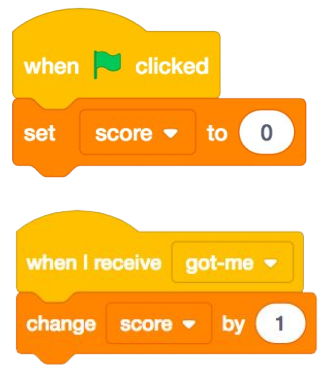 when clicked
set score to 0
when I receive got-me
change score by 1